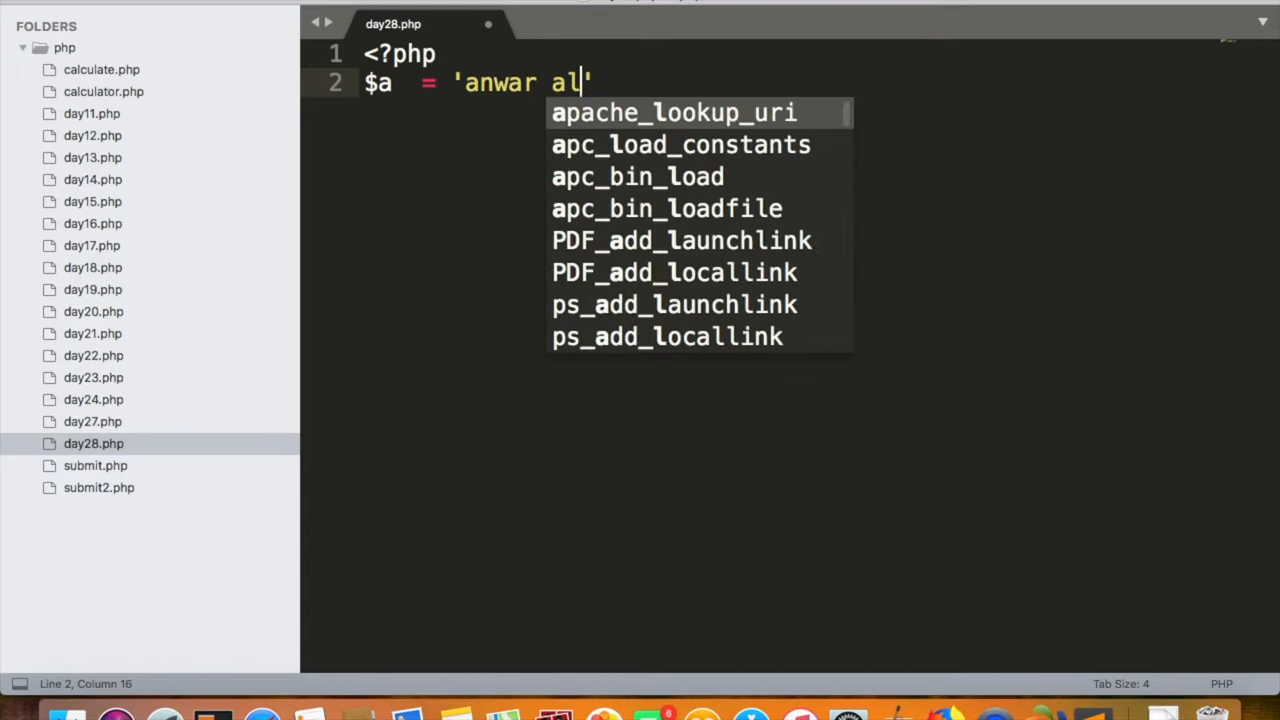 FOLDERS
php
calculate.php
calculator.php
day11.php
day12.php
day13.php
day14.php
day15.php
day16.php
day17.php
day18.php
day19.php
day20.php
day21.php
day22.php
day23.php
day24.php
day27.php
day28.php
submit.php
submit2.php
day28.php
1 <?php
2 $a  = 'anwar al'
apache_lookup_uri
apc_load_constants
apc_bin_load
apc_bin_loadfile
PDF_add_launchlink
PDF_add_locallink
ps_add_launchlink
ps_add_locallink
Line 2, Column 16
Tab Size: 4
PHP
6